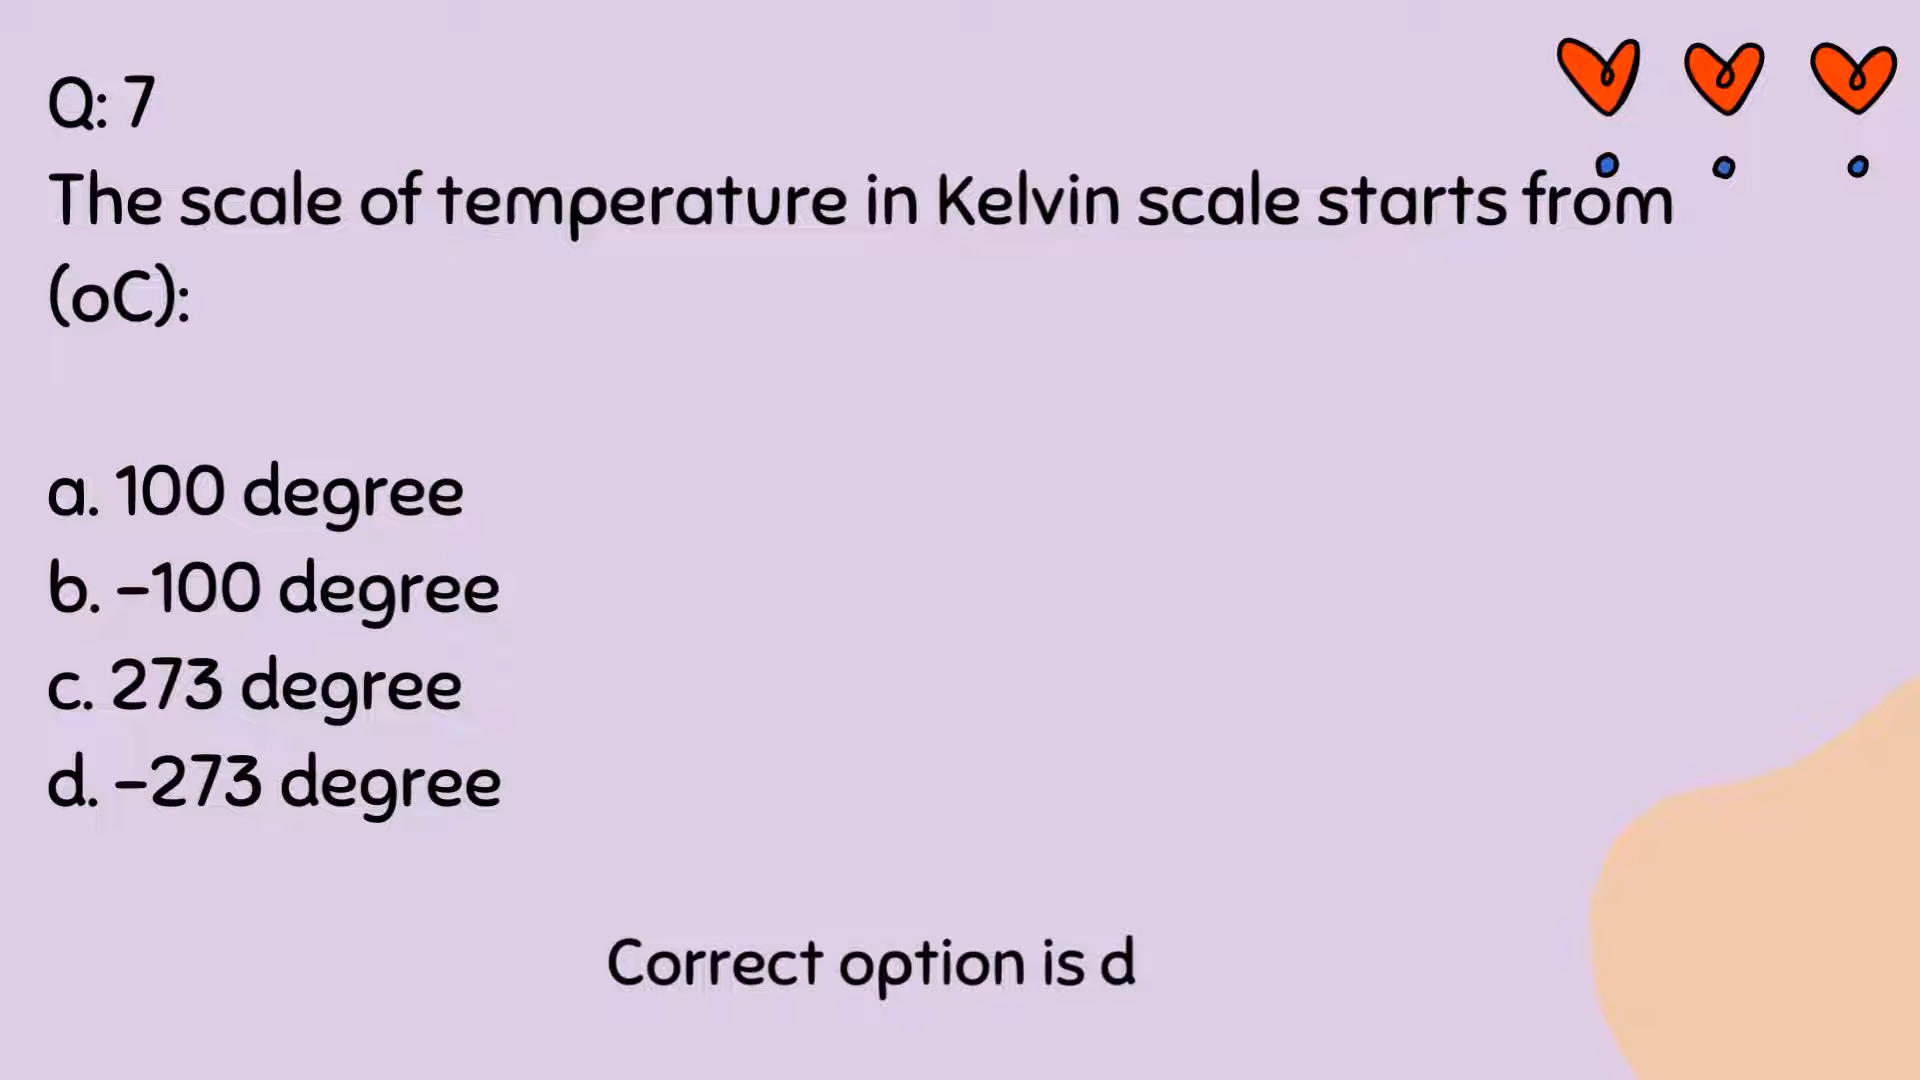 Q: 7
The scale of temperature in Kelvin scale starts from
(oC):
a. 100 degree
b. -100 degree
c. 273 degree
d. -273 degree
Correct option is d